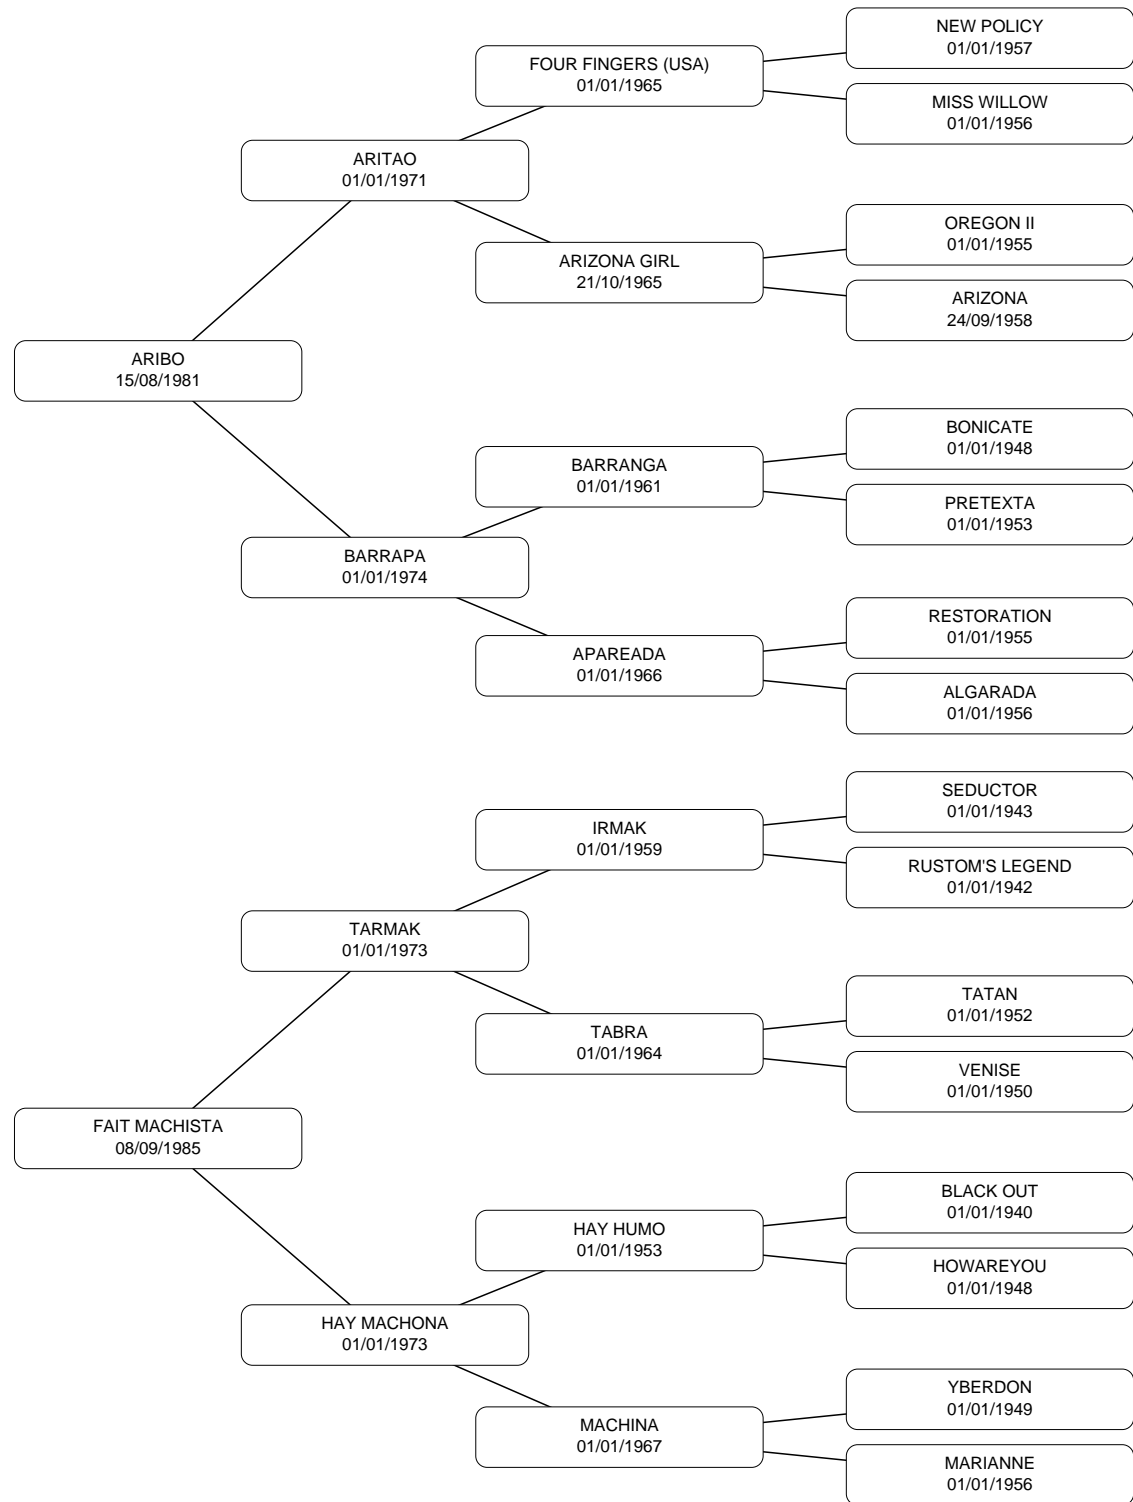 NEW POLICY
01/01/1957
FOUR FINGERS (USA)
01/01/1965
MISS WILLOW
01/01/1956
ARITAO
01/01/1971
OREGON II
01/01/1955
ARIZONA GIRL
21/10/1965
ARIZONA
24/09/1958
ARIBO
15/08/1981
BONICATE
01/01/1948
BARRANGA
01/01/1961
PRETEXTA
01/01/1953
BARRAPA
01/01/1974
RESTORATION
01/01/1955
APAREADA
01/01/1966
ALGARADA
01/01/1956
SEDUCTOR
01/01/1943
IRMAK
01/01/1959
RUSTOM'S LEGEND
01/01/1942
TARMAK
01/01/1973
TATAN
01/01/1952
TABRA
01/01/1964
VENISE
01/01/1950
FAIT MACHISTA
08/09/1985
BLACK OUT
01/01/1940
HAY HUMO
01/01/1953
HOWAREYOU
01/01/1948
HAY MACHONA
01/01/1973
YBERDON
01/01/1949
MACHINA
01/01/1967
MARIANNE
01/01/1956